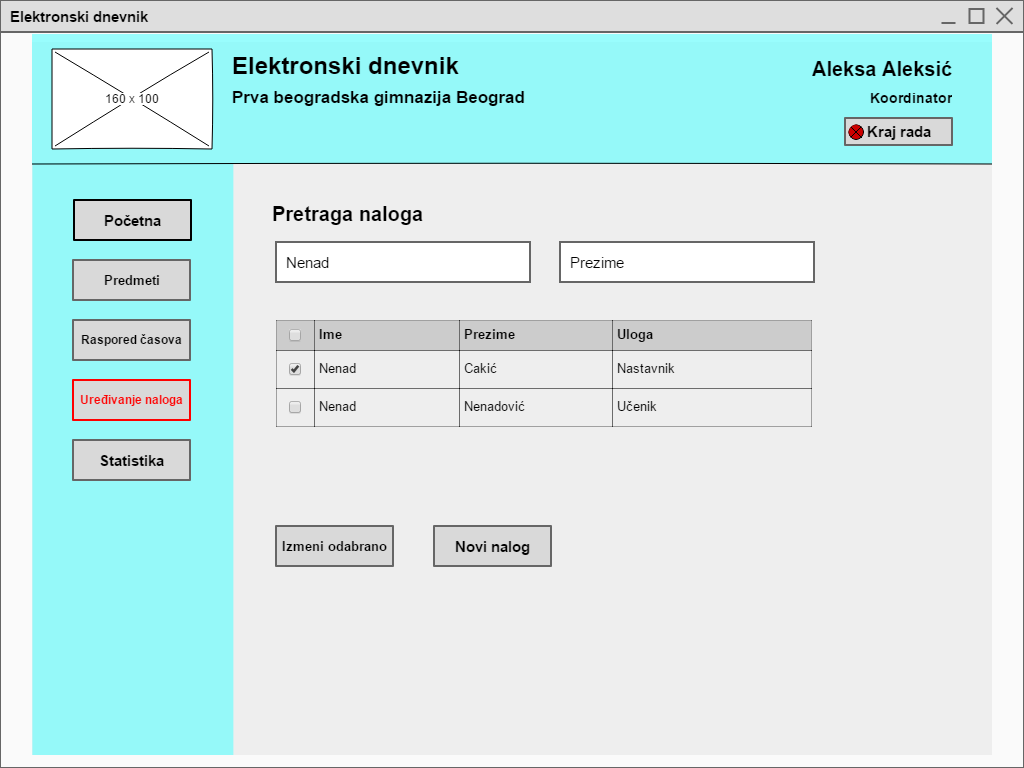 Elektronski dnevnik
160 x 100
Elektronski dnevnik
Prva beogradska gimnazija Beograd
Aleksa Aleksić
Koordinator
Kraj rada
Početna
Predmeti
Raspored časova
Uređivanje naloga
Statistika
Pretraga naloga
Nenad Prezime
Ime Prezime Uloga
Nenad Cakić Nastavnik
Nenad Nenadović Učenik
Izmeni odabrano Novi nalog